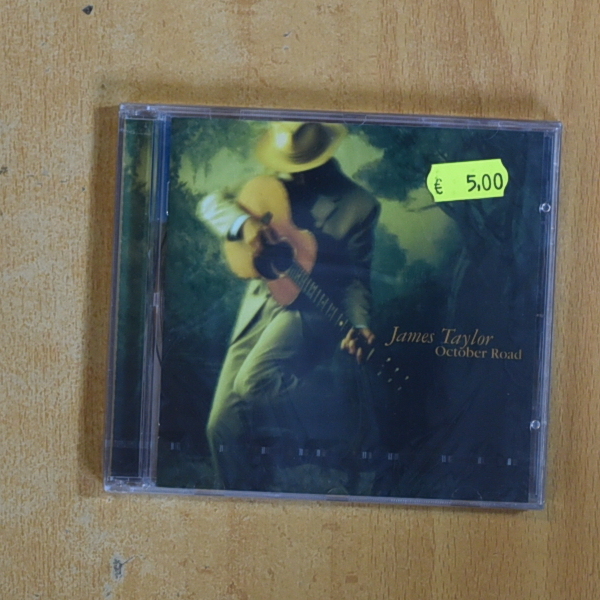 € 5,00
James Taylor
October Road